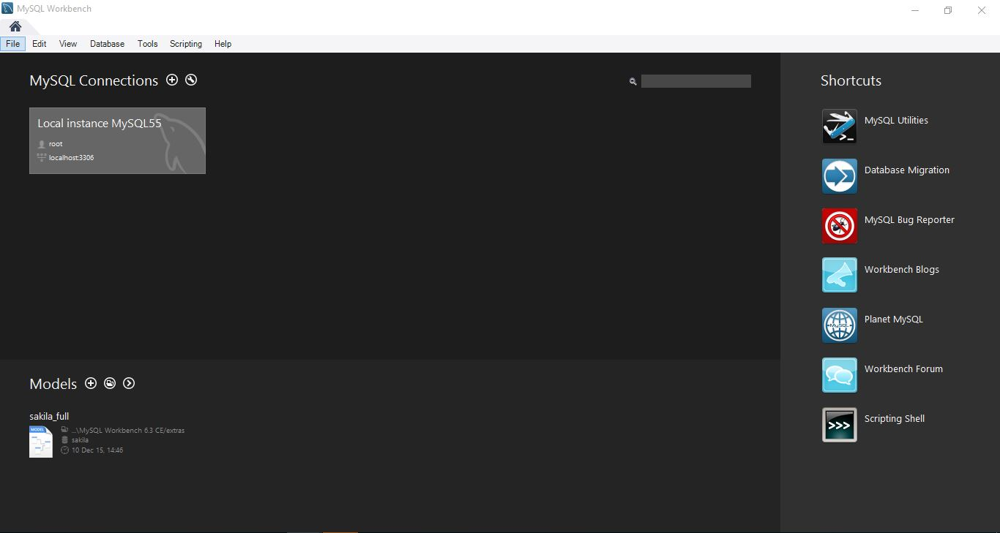 MySQL Workbench
File Edit View Database Tools Scripting Help
MySQL Connections
Local instance MySQL55
root
localhost:3306
Models
sakila_full
MODEL
...\MySQL Workbench 6.3 CE/extras
sakila
10 Dec 15, 14:46
Shortcuts
>_
MySQL Utilities
Database Migration
MySQL Bug Reporter
Workbench Blogs
MySQL
Planet MySQL
Workbench Forum
>>>
Scripting Shell